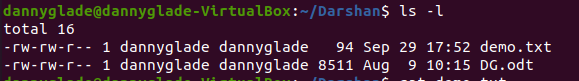 dannyglade@dannyglade-VirtualBox:~/Darshan$ ls -l
total 16
-rw-rw-r-- 1 dannyglade dannyglade   94 Sep 29 17:52 demo.txt
-rw-rw-r-- 1 dannyglade dannyglade 8511 Aug  9 10:15 DG.odt